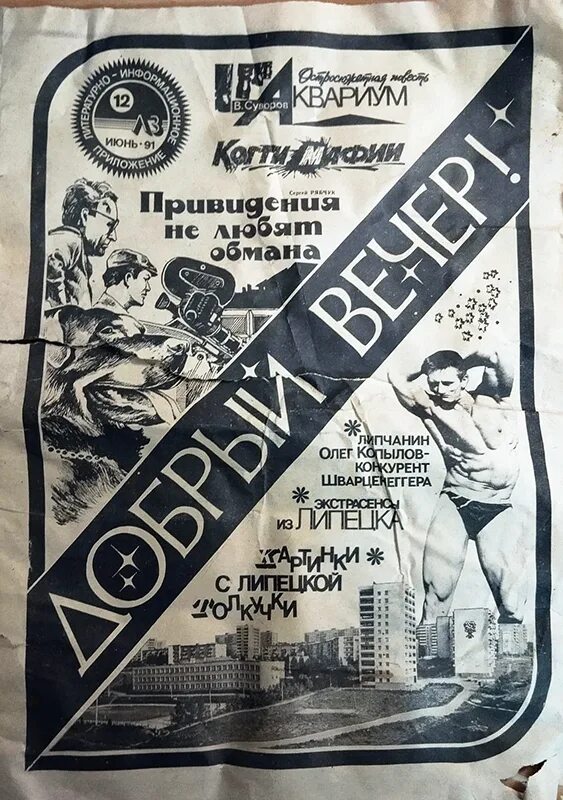 ЛИТЕРАТУРНО - ИНФОРМАЦИОННОЕ
ПРИЛОЖЕНИЕ
12
ЛЗ
ИЮНЬ · 91
Остросюжетная повесть
В. Суворов
АКВАРИУМ
КОГТИ МАФИИ
Сергей РЯБЧУК
Привидения
не любят
обмана
ДОБРЫЙ ВЕЧЕР!
* ЛИПЧАНИН
ОЛЕГ КОПЫЛОВ-
КОНКУРЕНТ
ШВАРЦЕНЕГГЕРА
* ЭКСТРАСЕНСЫ
ИЗ ЛИПЕЦКА
КАРТИНКИ *
С ЛИПЕЦКОЙ
ТОЛКУЧКИ